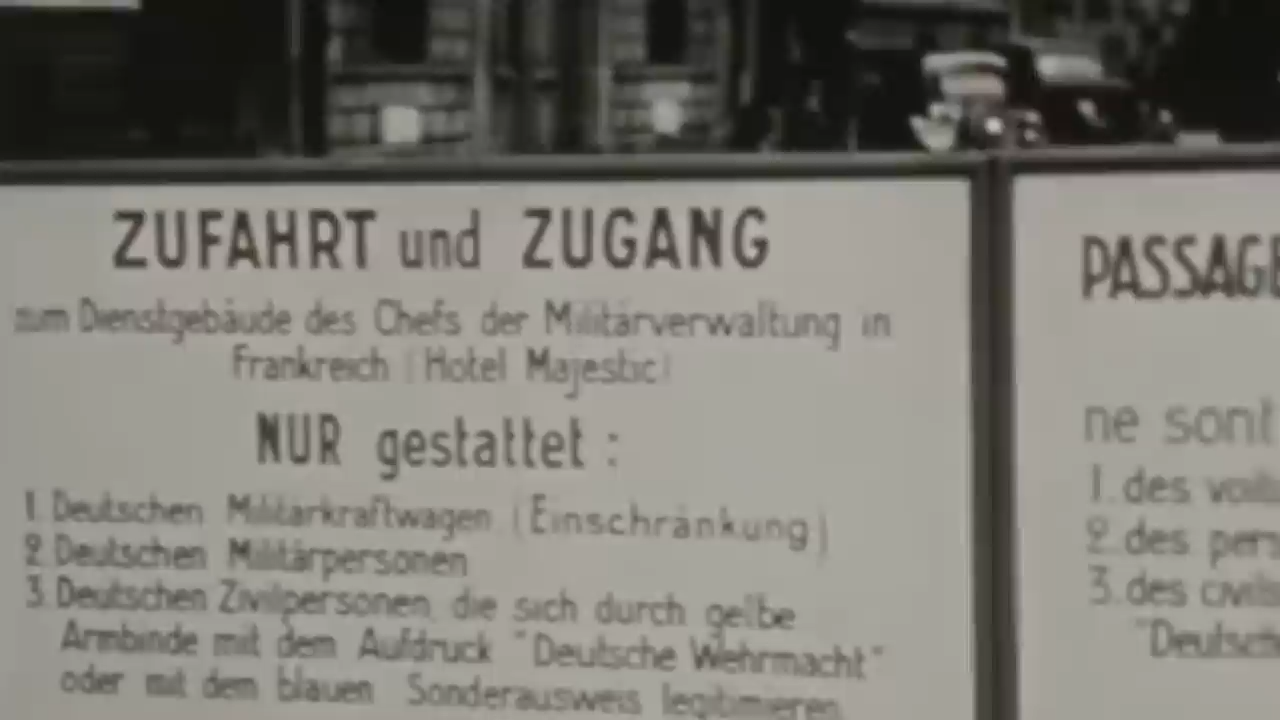 ZUFAHRT und ZUGANG
zum Dienstgebäude des Chefs der Militärverwaltung in
Frankreich (Hotel Majestic)
NUR gestattet :
1. Deutschen Militärkraftwagen (Einschränkung)
2. Deutschen Militärpersonen
3. Deutschen Zivilpersonen, die sich durch gelbe
Armbinde mit dem Aufdruck "Deutsche Wehrmacht"
oder mit dem blauen Sonderausweis legitimieren
PASSAGE
ne sont
1. des
2. des
3. des civils
"Deutsche